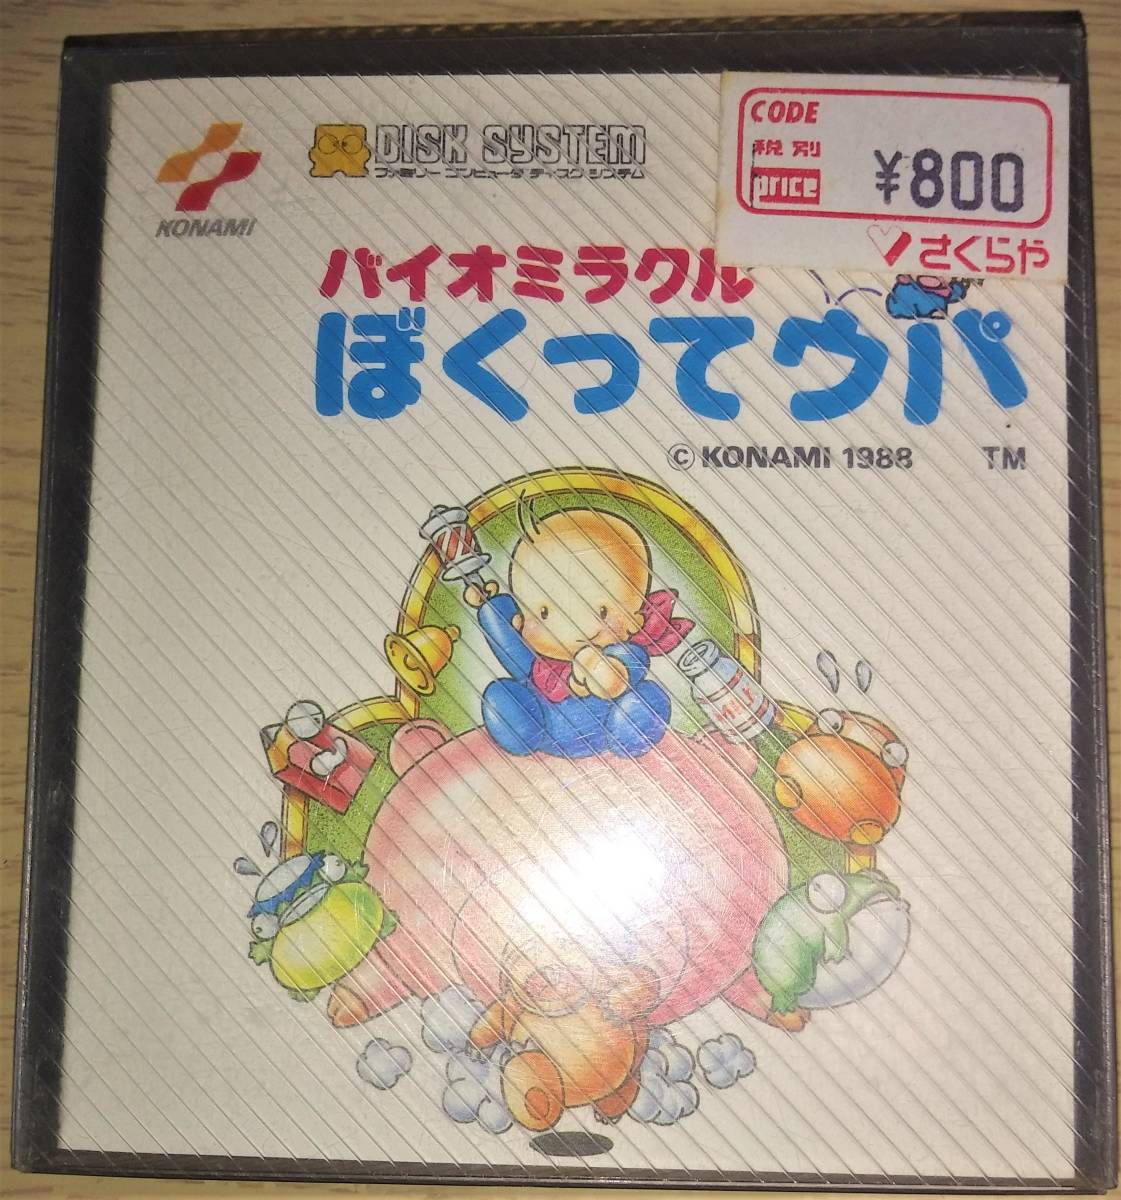 KONAMI
DISK SYSTEM
ファミリー コンピュータ ディスク システム
CODE
税別
price
¥800
さくらや
バイオミラクル
ぼくってウパ
© KONAMI 1988 TM
MILK